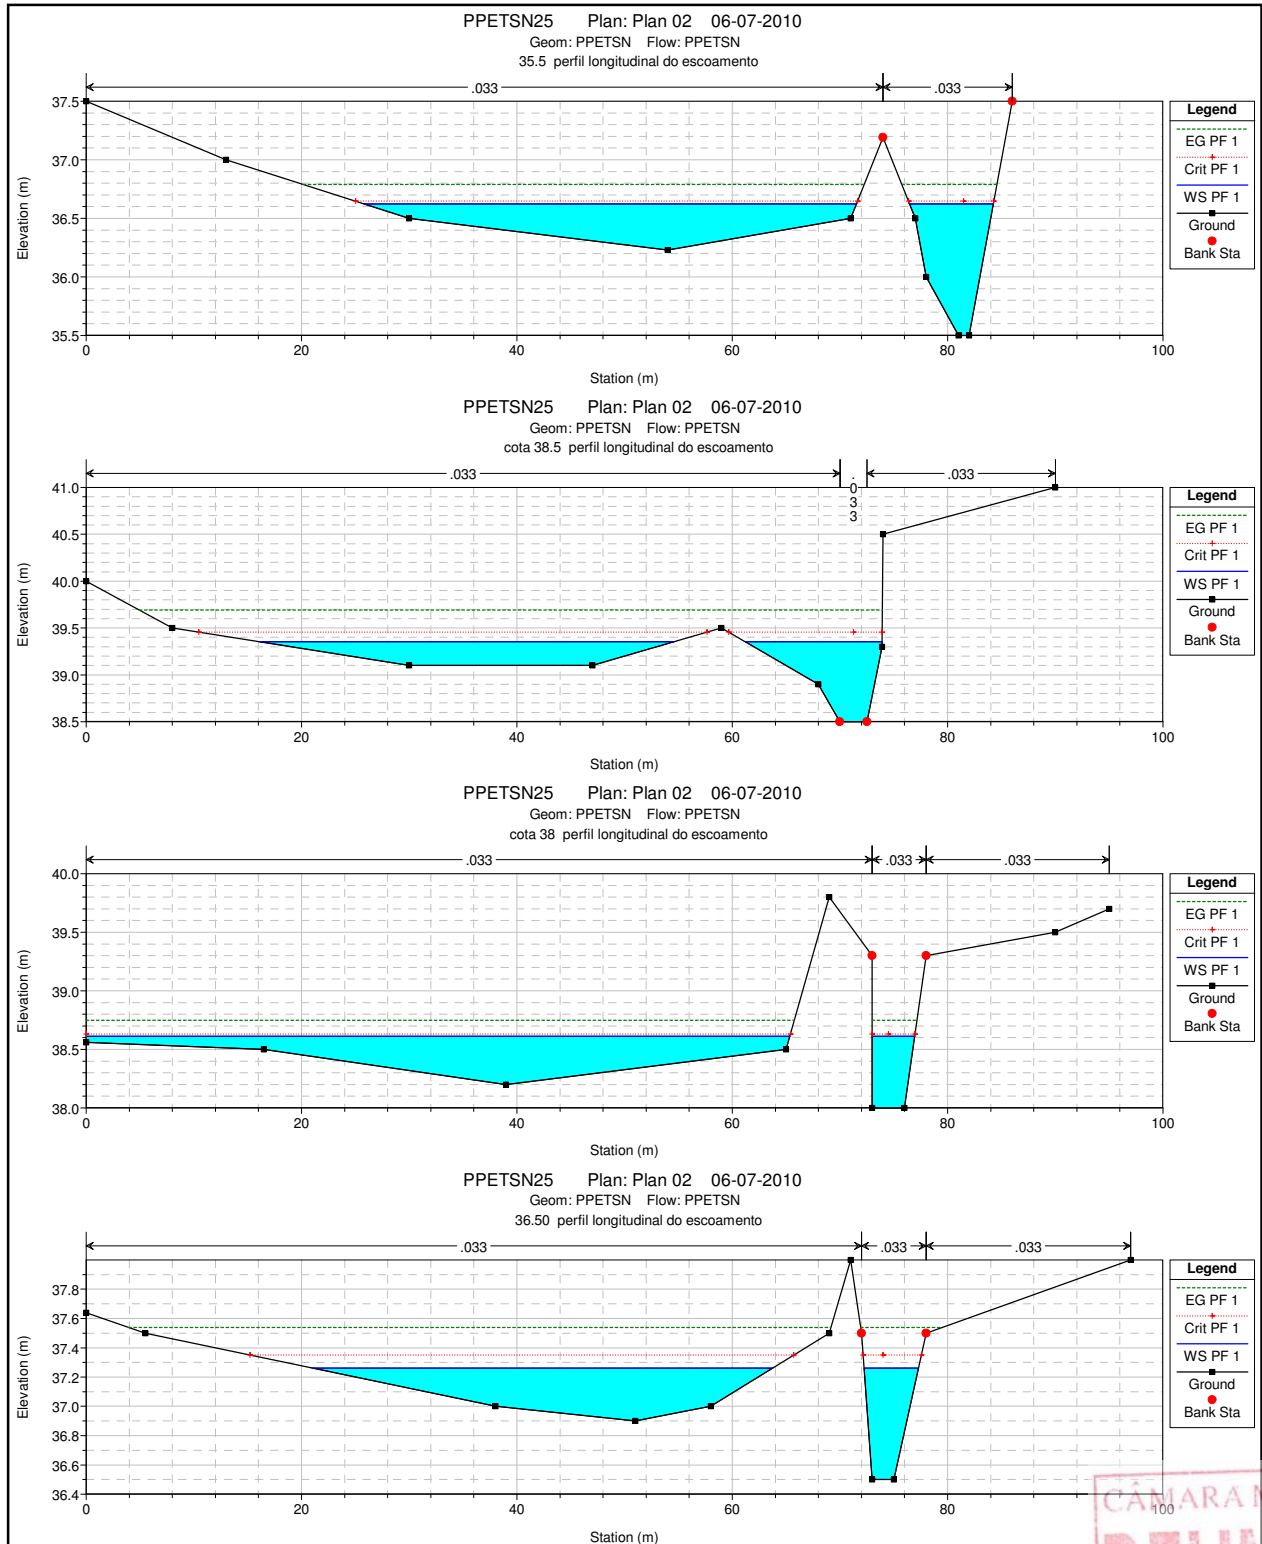 PPETSN25 Plan: Plan 02 06-07-2010
Geom: PPETSN Flow: PPETSN
35.5 perfil longitudinal do escoamento
.033 .033
37.5
37.0
36.5
36.0
35.5
Elevation (m)
0 20 40 60 80 100
Station (m)
Legend
EG PF 1
Crit PF 1
WS PF 1
Ground
Bank Sta
PPETSN25 Plan: Plan 02 06-07-2010
Geom: PPETSN Flow: PPETSN
cota 38.5 perfil longitudinal do escoamento
.033 .033 .033
41.0
40.5
40.0
39.5
39.0
38.5
Elevation (m)
0 20 40 60 80 100
Station (m)
Legend
EG PF 1
Crit PF 1
WS PF 1
Ground
Bank Sta
PPETSN25 Plan: Plan 02 06-07-2010
Geom: PPETSN Flow: PPETSN
cota 38 perfil longitudinal do escoamento
.033 .033 .033
40.0
39.5
39.0
38.5
38.0
Elevation (m)
0 20 40 60 80 100
Station (m)
Legend
EG PF 1
Crit PF 1
WS PF 1
Ground
Bank Sta
PPETSN25 Plan: Plan 02 06-07-2010
Geom: PPETSN Flow: PPETSN
36.50 perfil longitudinal do escoamento
.033 .033 .033
37.8
37.6
37.4
37.2
37.0
36.8
36.6
36.4
Elevation (m)
0 20 40 60 80 100
Station (m)
Legend
EG PF 1
Crit PF 1
WS PF 1
Ground
Bank Sta
CÂMARA